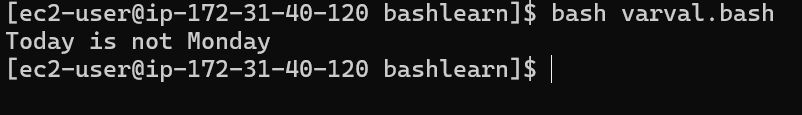 [ec2-user@ip-172-31-40-120 bashlearn]$ bash varval.bash
Today is not Monday
[ec2-user@ip-172-31-40-120 bashlearn]$